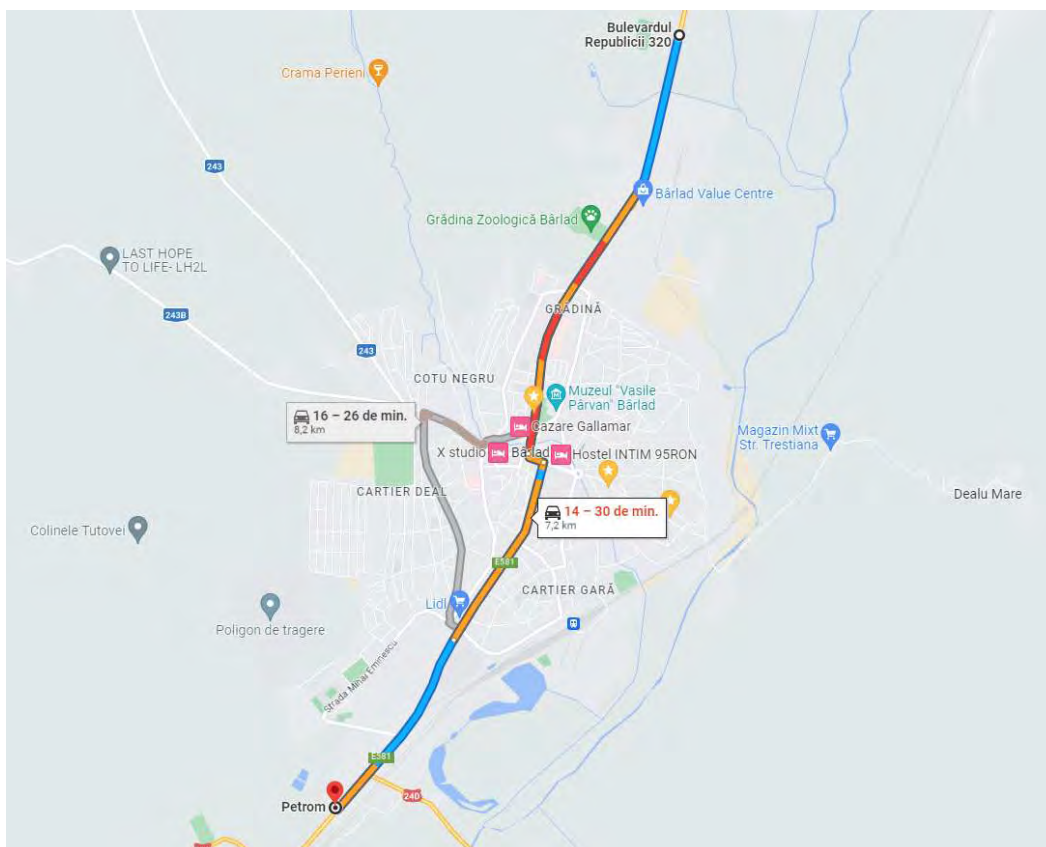 Bulevardul
Republicii 320
Crama Perieni
243
Bârlad Value Centre
Grădina Zoologică Bârlad
LAST HOPE
TO LIFE- LH2L
243B
GRĂDINĂ
243
COTU NEGRU
Muzeul "Vasile
Pârvan" Bârlad
16 – 26 de min.
8,2 km
Cazare Gallamar
Magazin Mixt
Str. Trestiana
X studio
Bârlad
Hostel INTIM 95RON
CARTIER DEAL
Dealu Mare
14 – 30 de min.
7,2 km
Colinele Tutovei
E581
CARTIER GARĂ
Lidl
Poligon de tragere
Strada Mihai Eminescu
E581
24D
Petrom